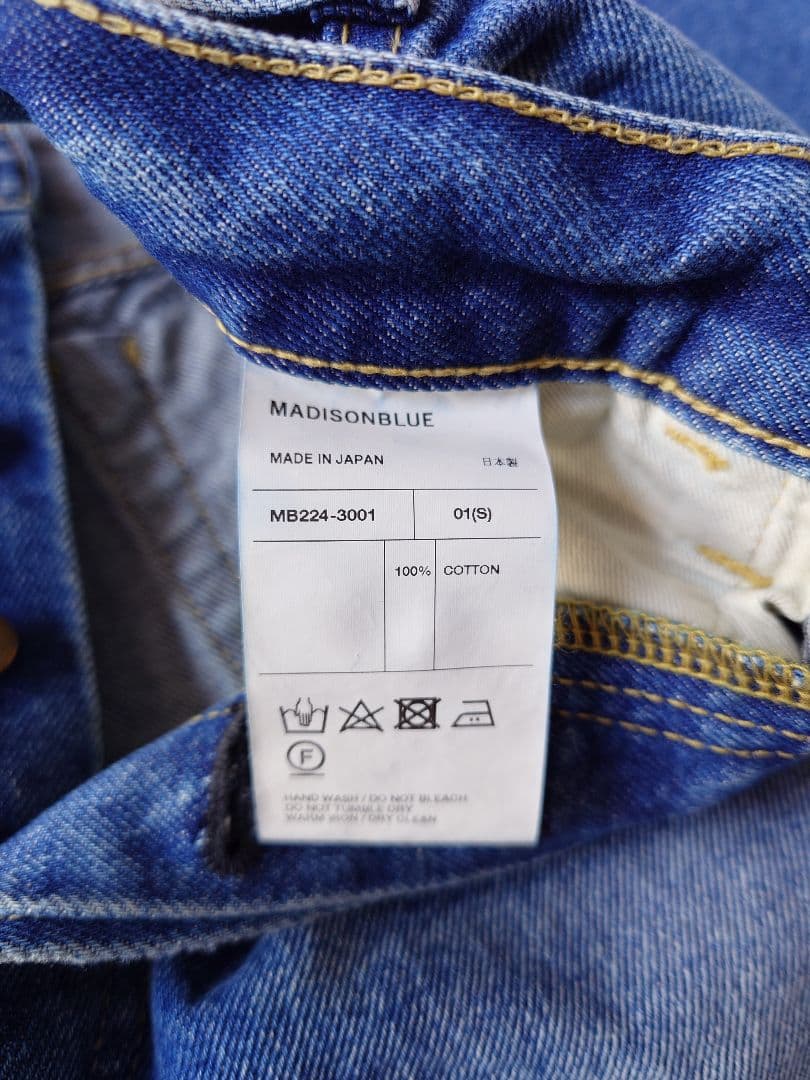 MADISONBLUE
MADE IN JAPAN 日本製
MB224-3001 01(S)
100% COTTON
F
HAND WASH / DO NOT BLEACH
DO NOT TUMBLE DRY
WARM IRON / DRY CLEAN